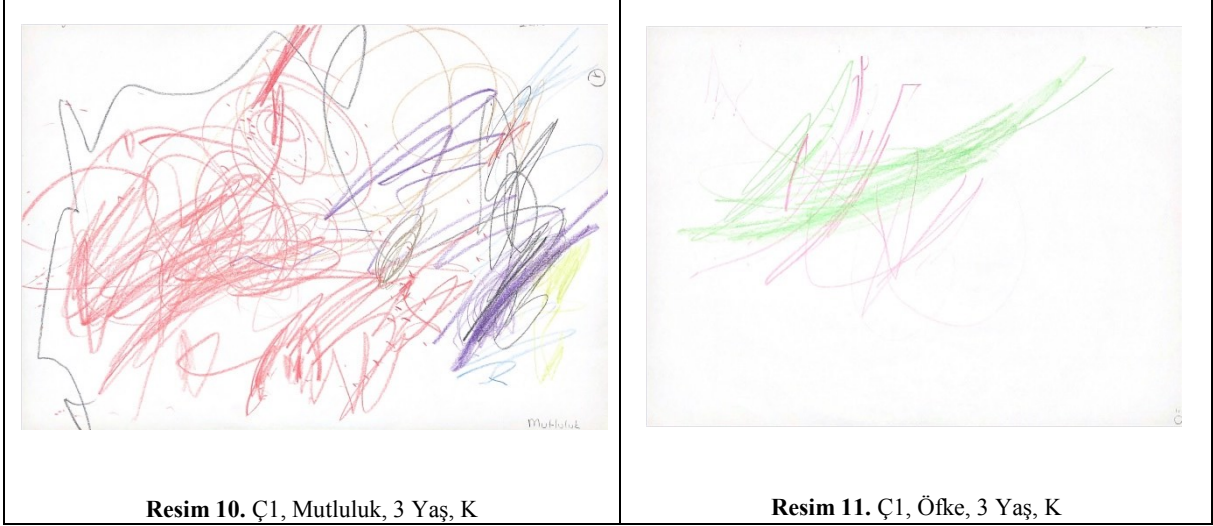 Mutluluk
Resim 10. Ç1, Mutluluk, 3 Yaş, K
Resim 11. Ç1, Öfke, 3 Yaş, K